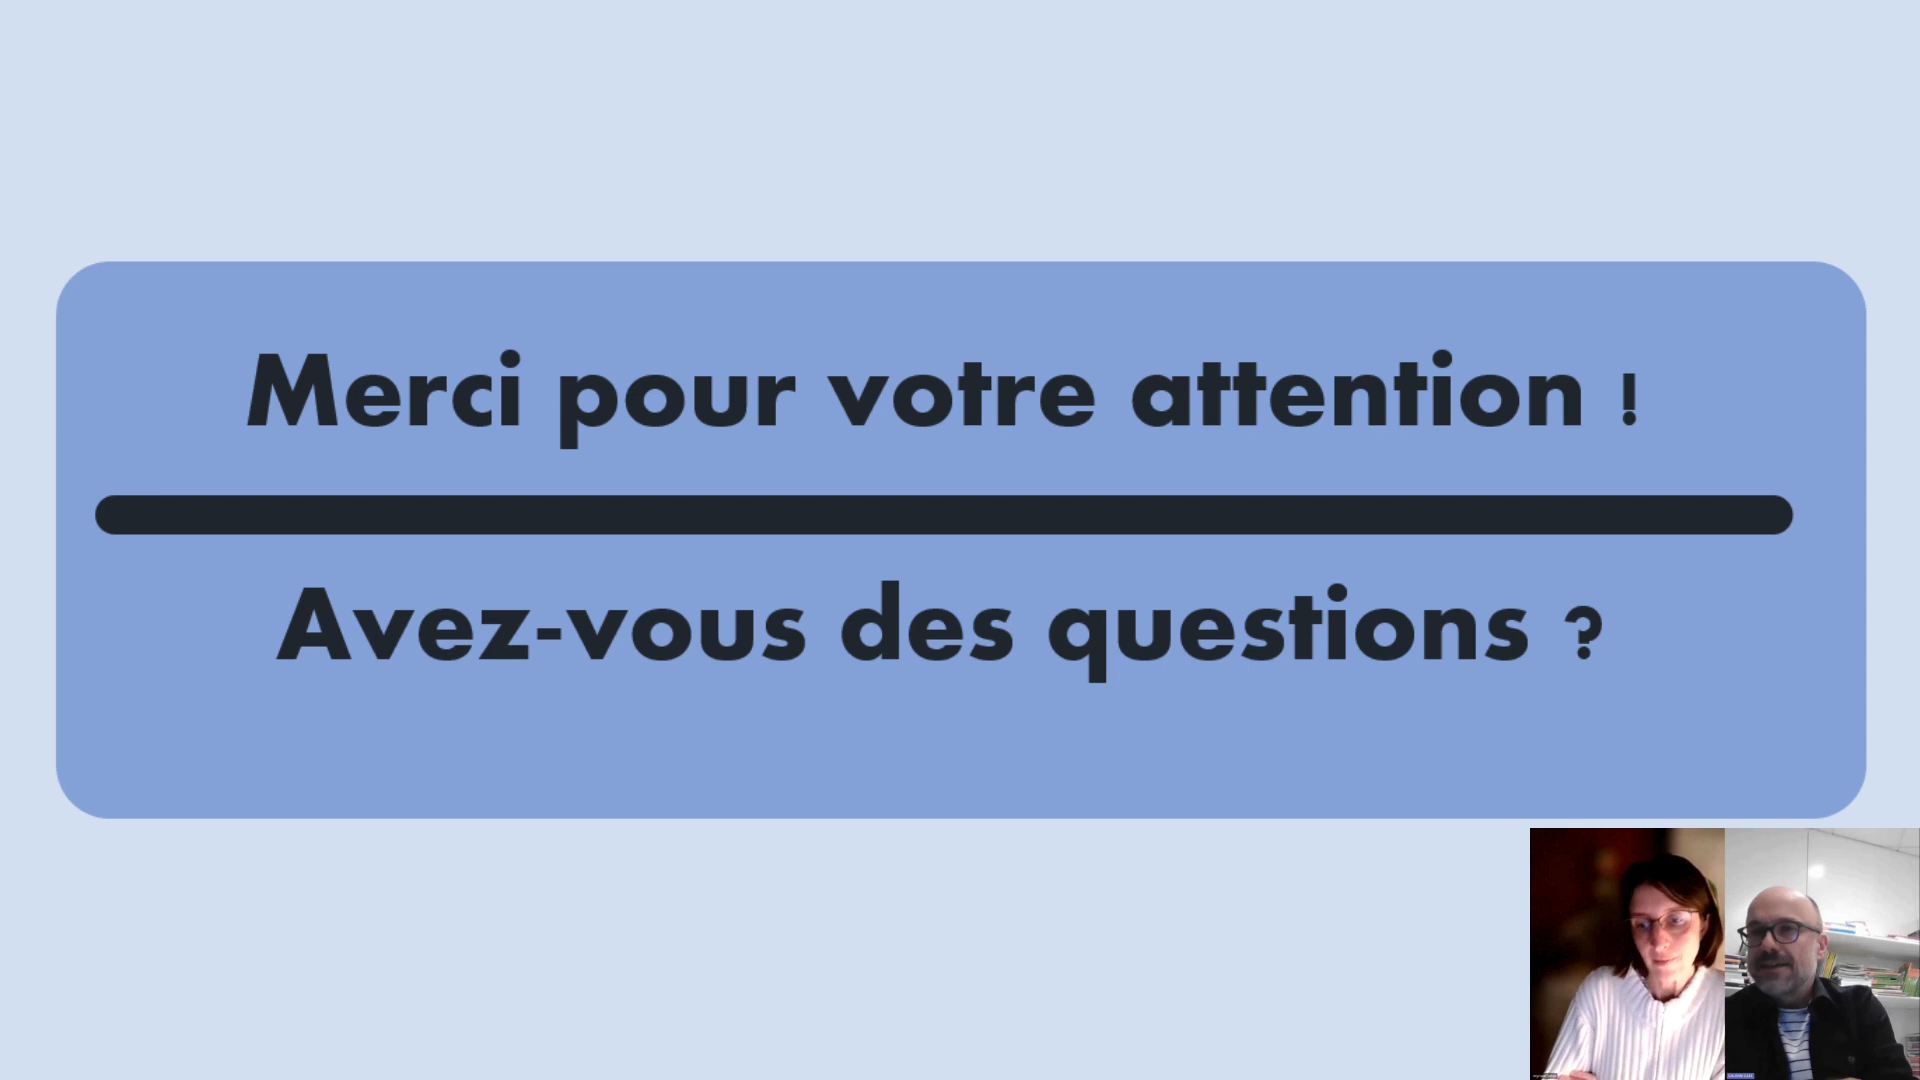 Merci pour votre attention !
Avez-vous des questions ?